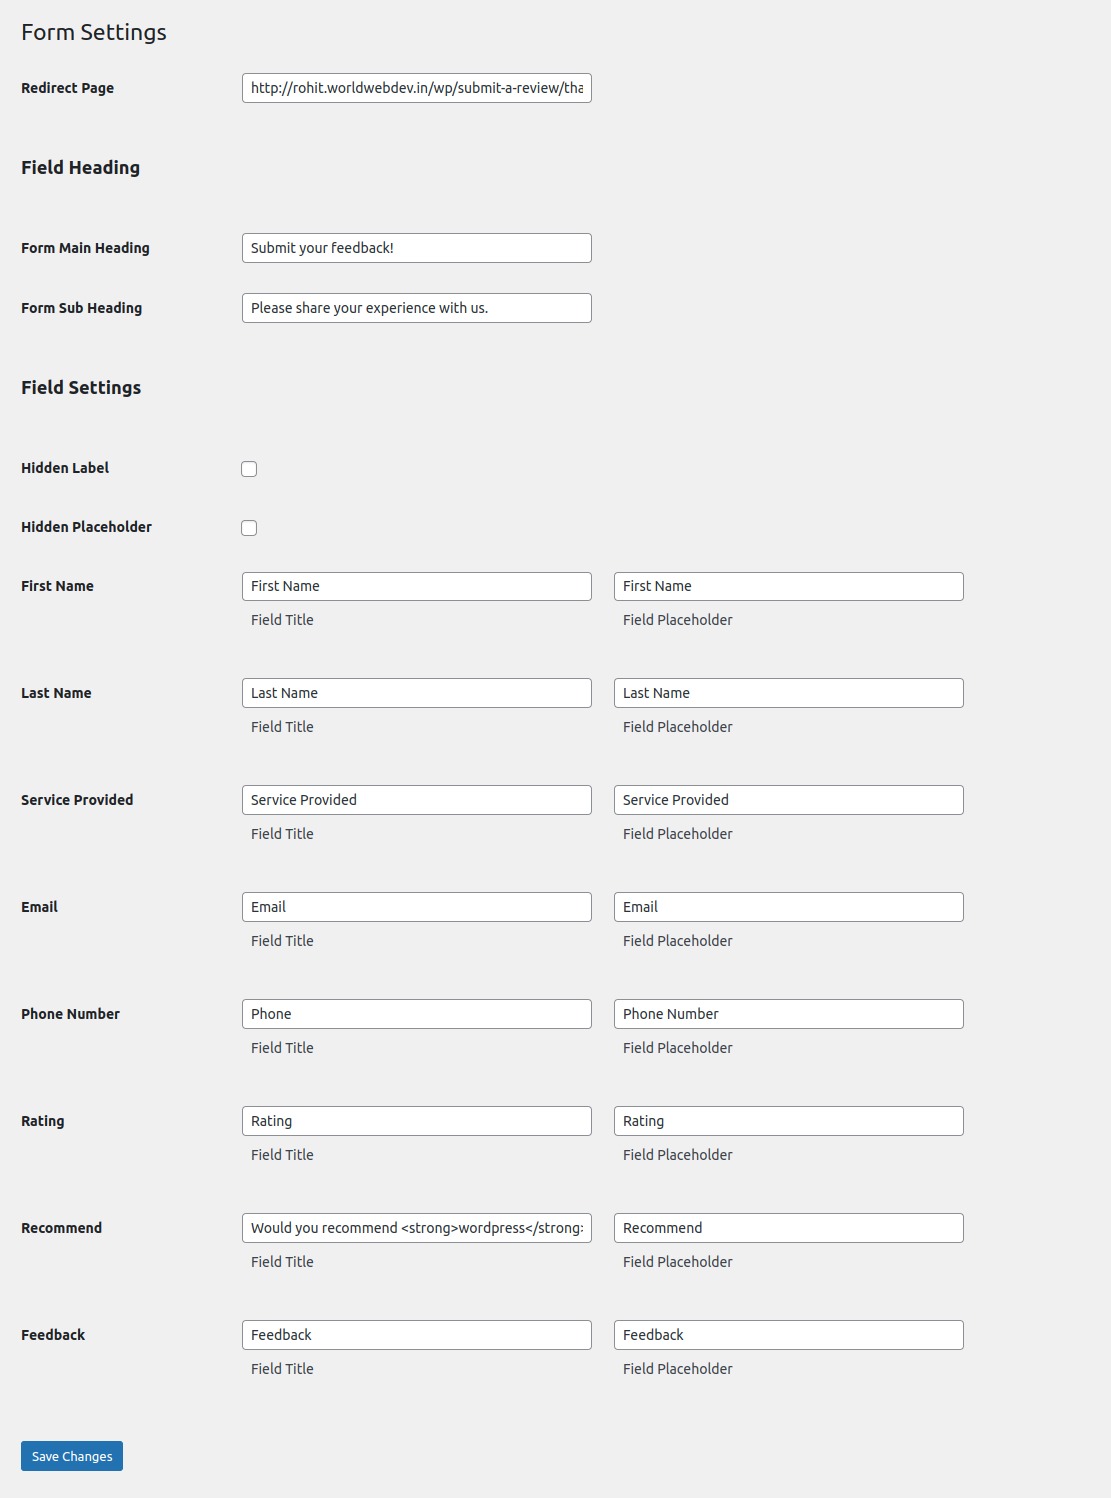 Form Settings
Redirect Page http://rohit.worldwebdev.in/wp/submit-a-review/tha
Field Heading
Form Main Heading Submit your feedback!
Form Sub Heading Please share your experience with us.
Field Settings
Hidden Label
Hidden Placeholder
First Name First Name First Name
Field Title Field Placeholder
Last Name Last Name Last Name
Field Title Field Placeholder
Service Provided Service Provided Service Provided
Field Title Field Placeholder
Email Email Email
Field Title Field Placeholder
Phone Number Phone Phone Number
Field Title Field Placeholder
Rating Rating Rating
Field Title Field Placeholder
Recommend Would you recommend <strong>wordpress</strong> Recommend
Field Title Field Placeholder
Feedback Feedback Feedback
Field Title Field Placeholder
Save Changes